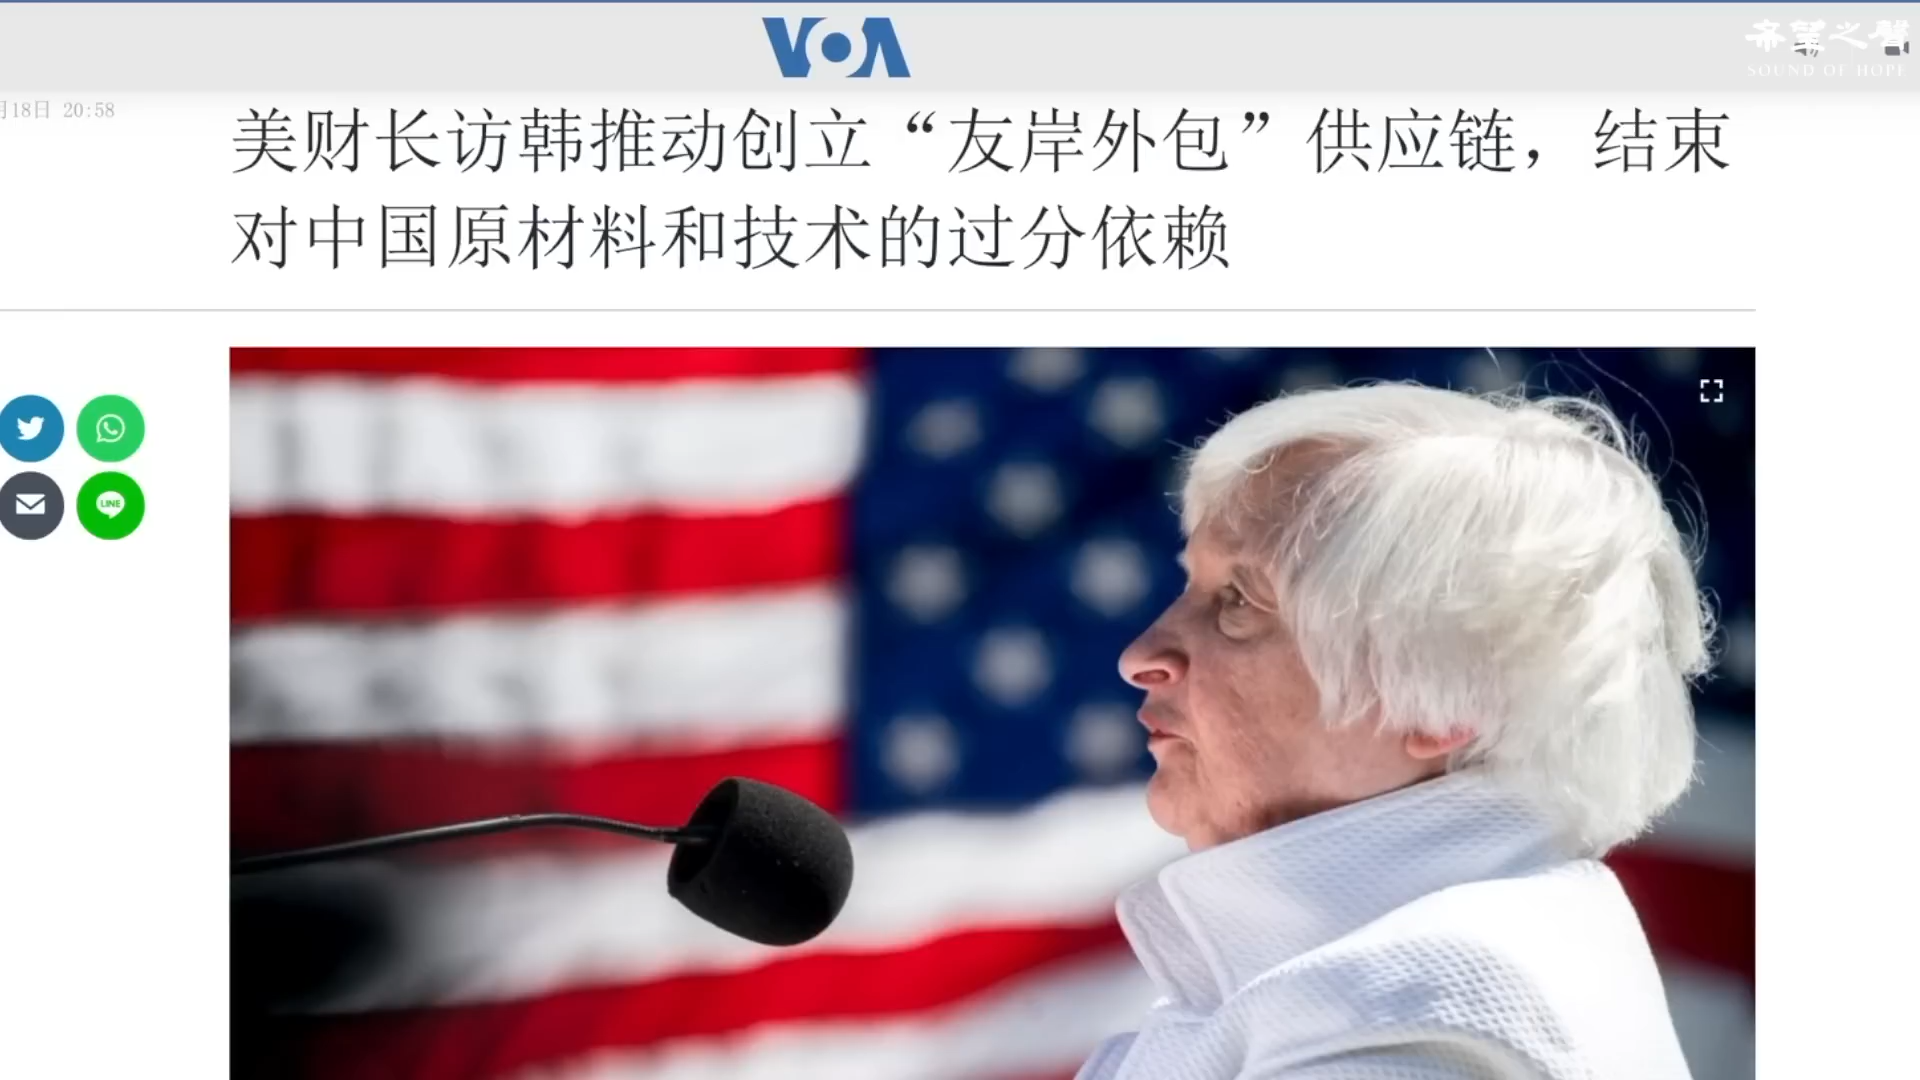 VOA
希望之聲
SOUND OF HOPE
月18日 20:58
美财长访韩推动创立“友岸外包”供应链，结束
对中国原材料和技术的过分依赖
LINE